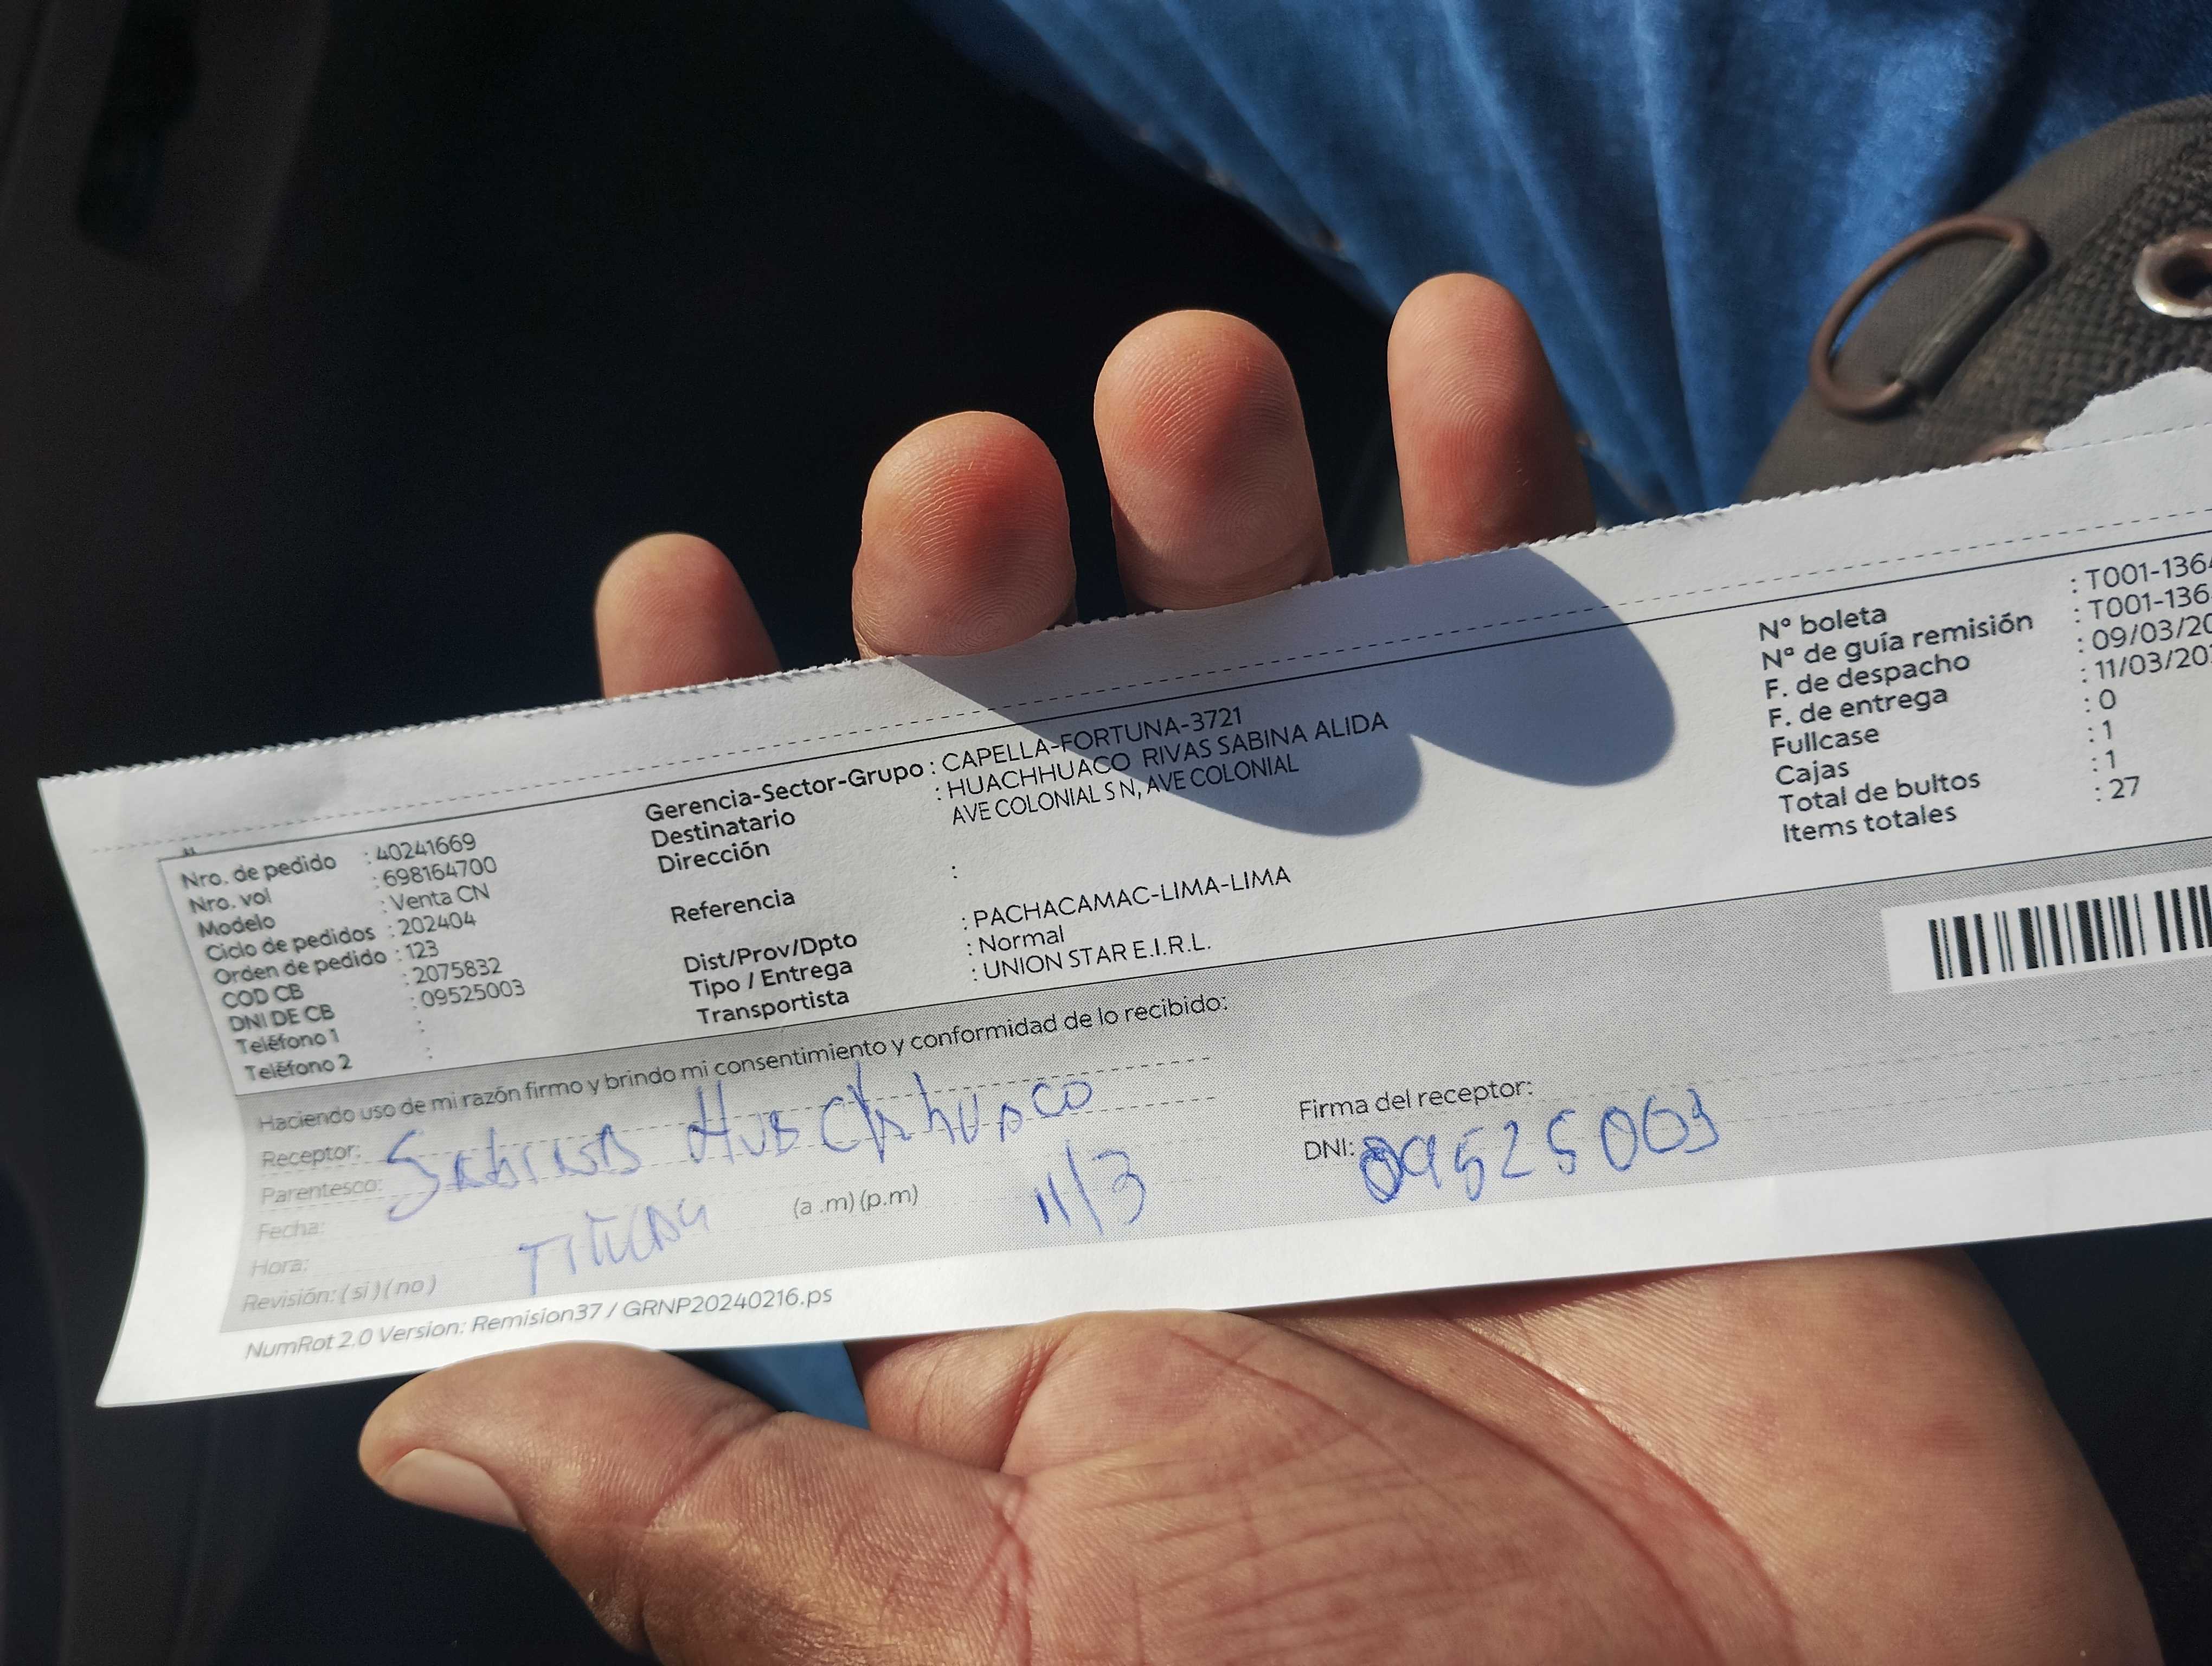 Nro. de pedido : 40241669
Nro. vol : 698164700
Modelo : Venta CN
Ciclo de pedidos : 202404
Orden de pedido : 123
COD CB : 2075832
DNI DE CB : 09525003
Teléfono 1 :
Teléfono 2 :
Gerencia-Sector-Grupo : CAPELLA-FORTUNA-3721
Destinatario : HUACHHUACO RIVAS SABINA ALIDA
Dirección AVE COLONIAL S N, AVE COLONIAL
Referencia :
Dist/Prov/Dpto : PACHACAMAC-LIMA-LIMA
Tipo / Entrega : Normal
Transportista : UNION STAR E.I.R.L.
N° boleta : T001-136
N° de guía remisión : T001-136
F. de despacho : 09/03/20
F. de entrega : 11/03/20
Fullcase : 0
Cajas : 1
Total de bultos : 1
Items totales : 27
Haciendo uso de mi razón firmo y brindo mi consentimiento y conformidad de lo recibido:
Receptor: Huachhuaco
Parentesco:
Fecha: 11/3
Hora: (a .m) (p.m)
Revisión: ( si ) ( no )
Firma del receptor:
DNI: 09525003
NumRot 2.0 Version: Remision37 / GRNP20240216.ps